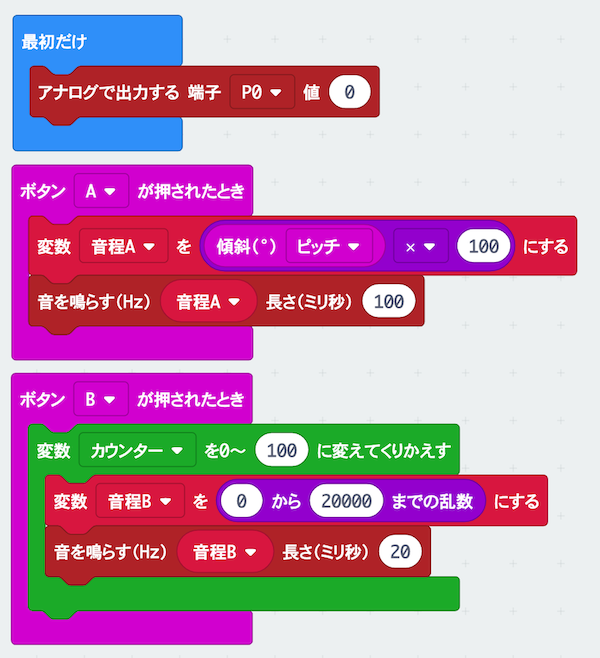 最初だけ
アナログで出力する 端子 P0 値 0
ボタン A が押されたとき
変数 音程A を 傾斜(°) ピッチ × 100 にする
音を鳴らす(Hz) 音程A 長さ(ミリ秒) 100
ボタン B が押されたとき
変数 カウンター を0～ 100 に変えてくりかえす
変数 音程B を 0 から 20000 までの乱数 にする
音を鳴らす(Hz) 音程B 長さ(ミリ秒) 20